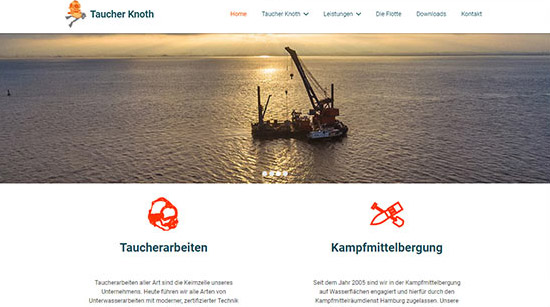 Taucher Knoth
Home Taucher Knoth Leistungen Die Flotte Downloads Kontakt
Taucherarbeiten
Taucherarbeiten aller Art sind die Keimzelle unseres
Unternehmens. Heute führen wir alle Arten von
Unterwasserarbeiten mit moderner, zertifizierter Technik
Kampfmittelbergung
Seit dem Jahr 2005 sind wir in der Kampfmittelbergung
auf Wasserflächen engagiert und hierfür durch den
Kampfmittelräumdienst Hamburg zugelassen. Unsere